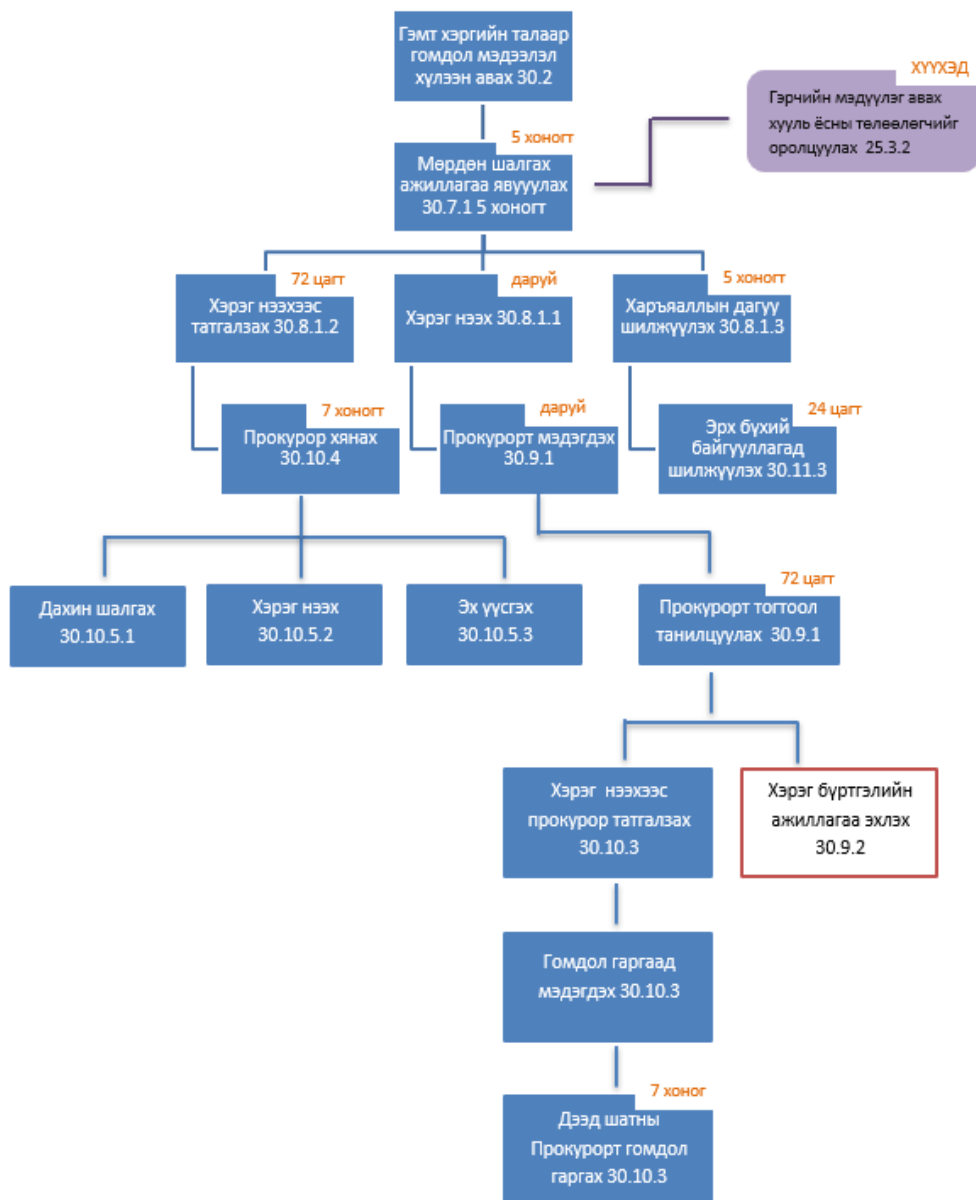 Гэмт хэргийн талаар
гомдол мэдээлэл
хүлээн авах 30.2
ХҮҮХЭД
Гэрчийн мэдүүлэг авах
хууль ёсны төлөөлөгчийг
оролцуулах 25.3.2
5 хоногт
Мөрдөн шалгах
ажиллагаа явууулах
30.7.1 5 хоногт
72 цагт
Хэрэг нээхээс
татгалзах 30.8.1.2
даруй
Хэрэг нээх 30.8.1.1
5 хоногт
Харъяаллын дагуу
шилжүүлэх 30.8.1.3
7 хоногт
Прокурор хянах
30.10.4
даруй
Прокурорт мэдэгдэх
30.9.1
24 цагт
Эрх бүхий
байгууллагад
шилжүүлэх 30.11.3
Дахин шалгах
30.10.5.1
Хэрэг нээх
30.10.5.2
Эх үүсгэх
30.10.5.3
72 цагт
Прокурорт тогтоол
танилцуулах 30.9.1
Хэрэг нээхээс
прокурор татгалзах
30.10.3
Хэрэг бүртгэлийн
ажиллагаа эхлэх
30.9.2
Гомдол гаргаад
мэдэгдэх 30.10.3
7 хоног
Дээд шатны
Прокурорт гомдол
гаргах 30.10.3